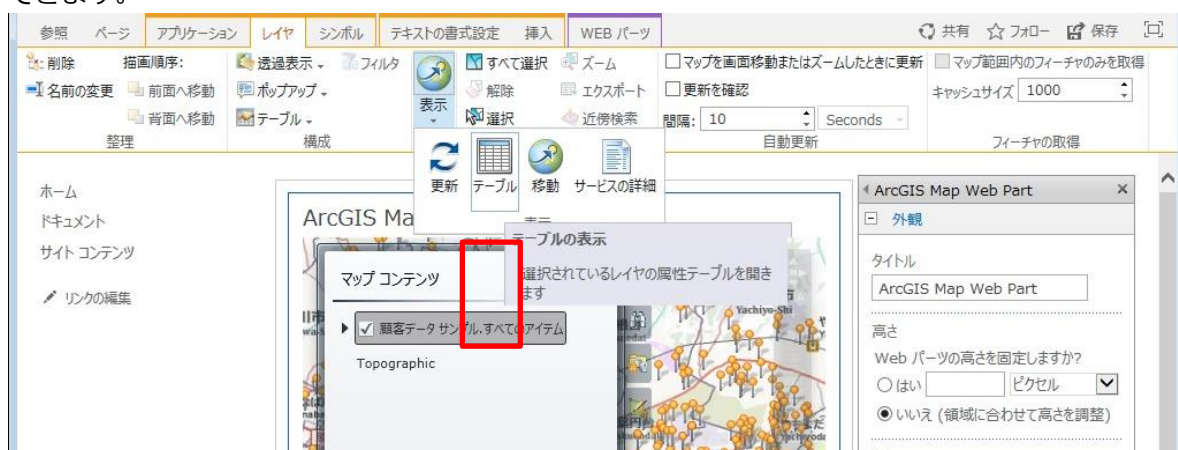 できます。
参照 ページ アプリケーション レイヤ シンボル テキストの書式設定 挿入 WEB パーツ 共有 フォロー 保存
削除 描画順序: 透過表示 フィルタ すべて選択 ズーム マップを画面移動またはズームしたときに更新 マップ範囲内のフィーチャのみを取得
名前の変更 前面へ移動 ポップアップ 表示 解除 エクスポート 更新を確認 キャッシュサイズ 1000
背面へ移動 テーブル 選択 近傍検索 間隔: 10 Seconds
整理 構成 自動更新 フィーチャの取得
更新 テーブル 移動 サービスの詳細
表示
テーブルの表示
選択されているレイヤの属性テーブルを開き
ます
ホーム
ドキュメント
サイト コンテンツ
リンクの編集
ArcGIS Ma
マップ コンテンツ
顧客データ サンプル.すべてのアイテム
Topographic
Yachiyo-Shi
ArcGIS Map Web Part
外観
タイトル
ArcGIS Map Web Part
高さ
Web パーツの高さを固定しますか?
はい ピクセル
いいえ (領域に合わせて高さを調整)